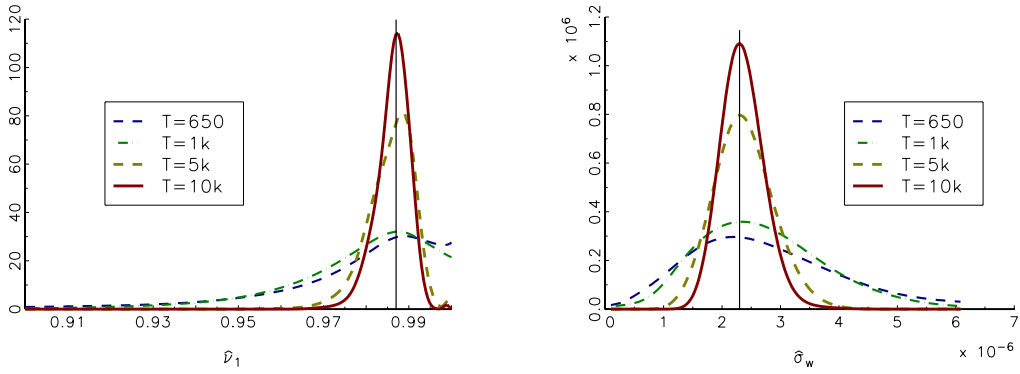 120
100
80
60
40
20
0
T=650
T=1k
T=5k
T=10k
0.91 0.93 0.95 0.97 0.99
ν̂₁
x 10⁶
1.2
1.0
0.8
0.6
0.4
0.2
0.0
T=650
T=1k
T=5k
T=10k
0 1 2 3 4 5 6 7
σ̂_w
x 10⁻⁶